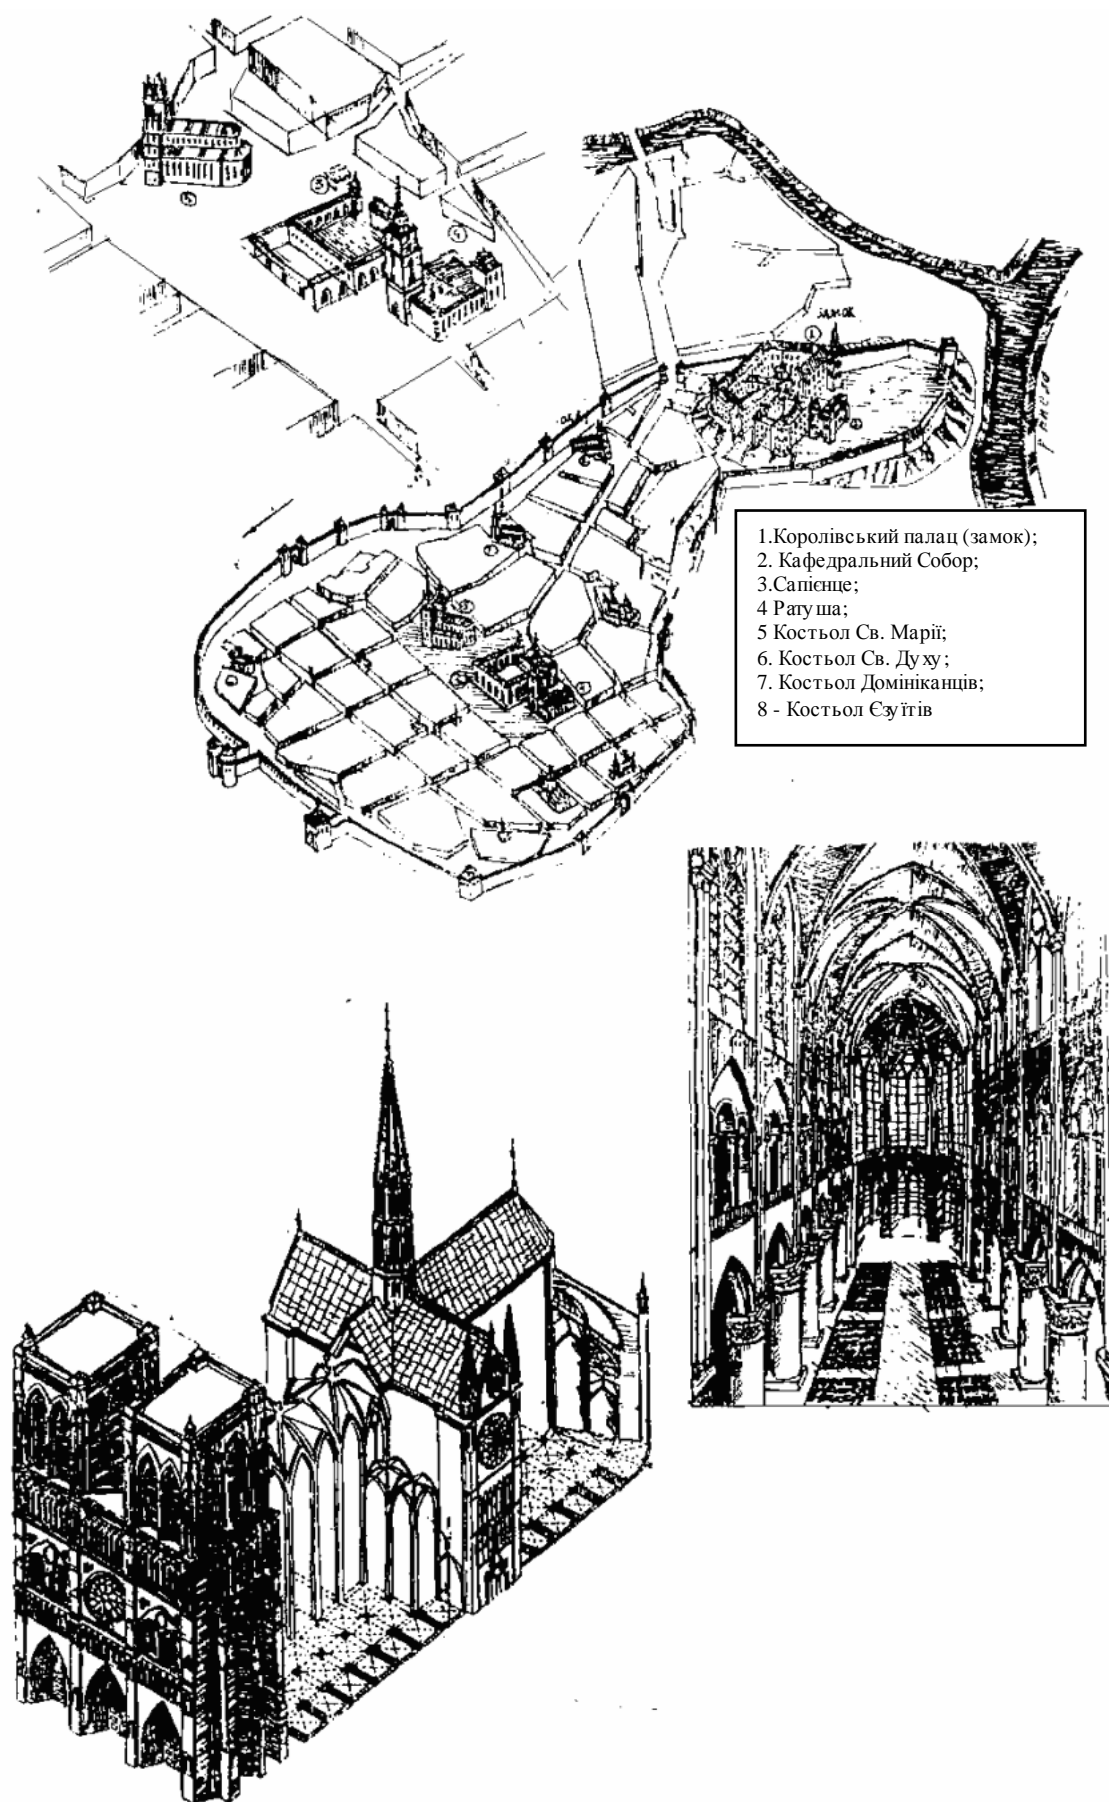 ЗАМОК
1
1.Королівський палац (замок);
2. Кафедральний Собор;
3.Сапієнце;
4 Ратуша;
5 Костьол Св. Марії;
6. Костьол Св. Духу;
7. Костьол Домініканців;
8 - Костьол Єзуїтів